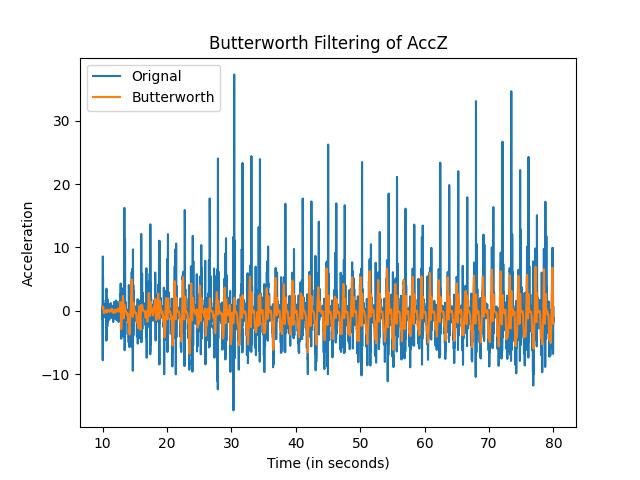 Butterworth Filtering of AccZ
Orignal
Butterworth
Acceleration
30
20
10
0
−10
10 20 30 40 50 60 70 80
Time (in seconds)